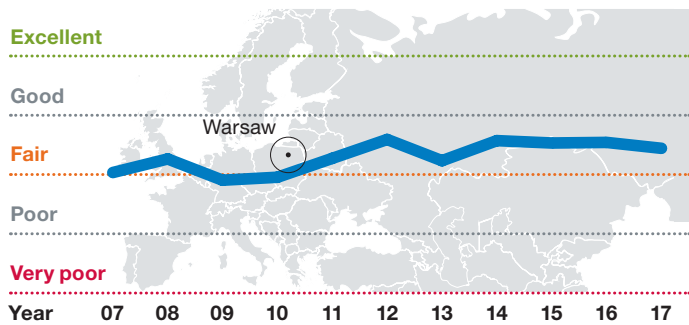 Excellent
Good
Warsaw
Fair
Poor
Very poor
Year 07 08 09 10 11 12 13 14 15 16 17